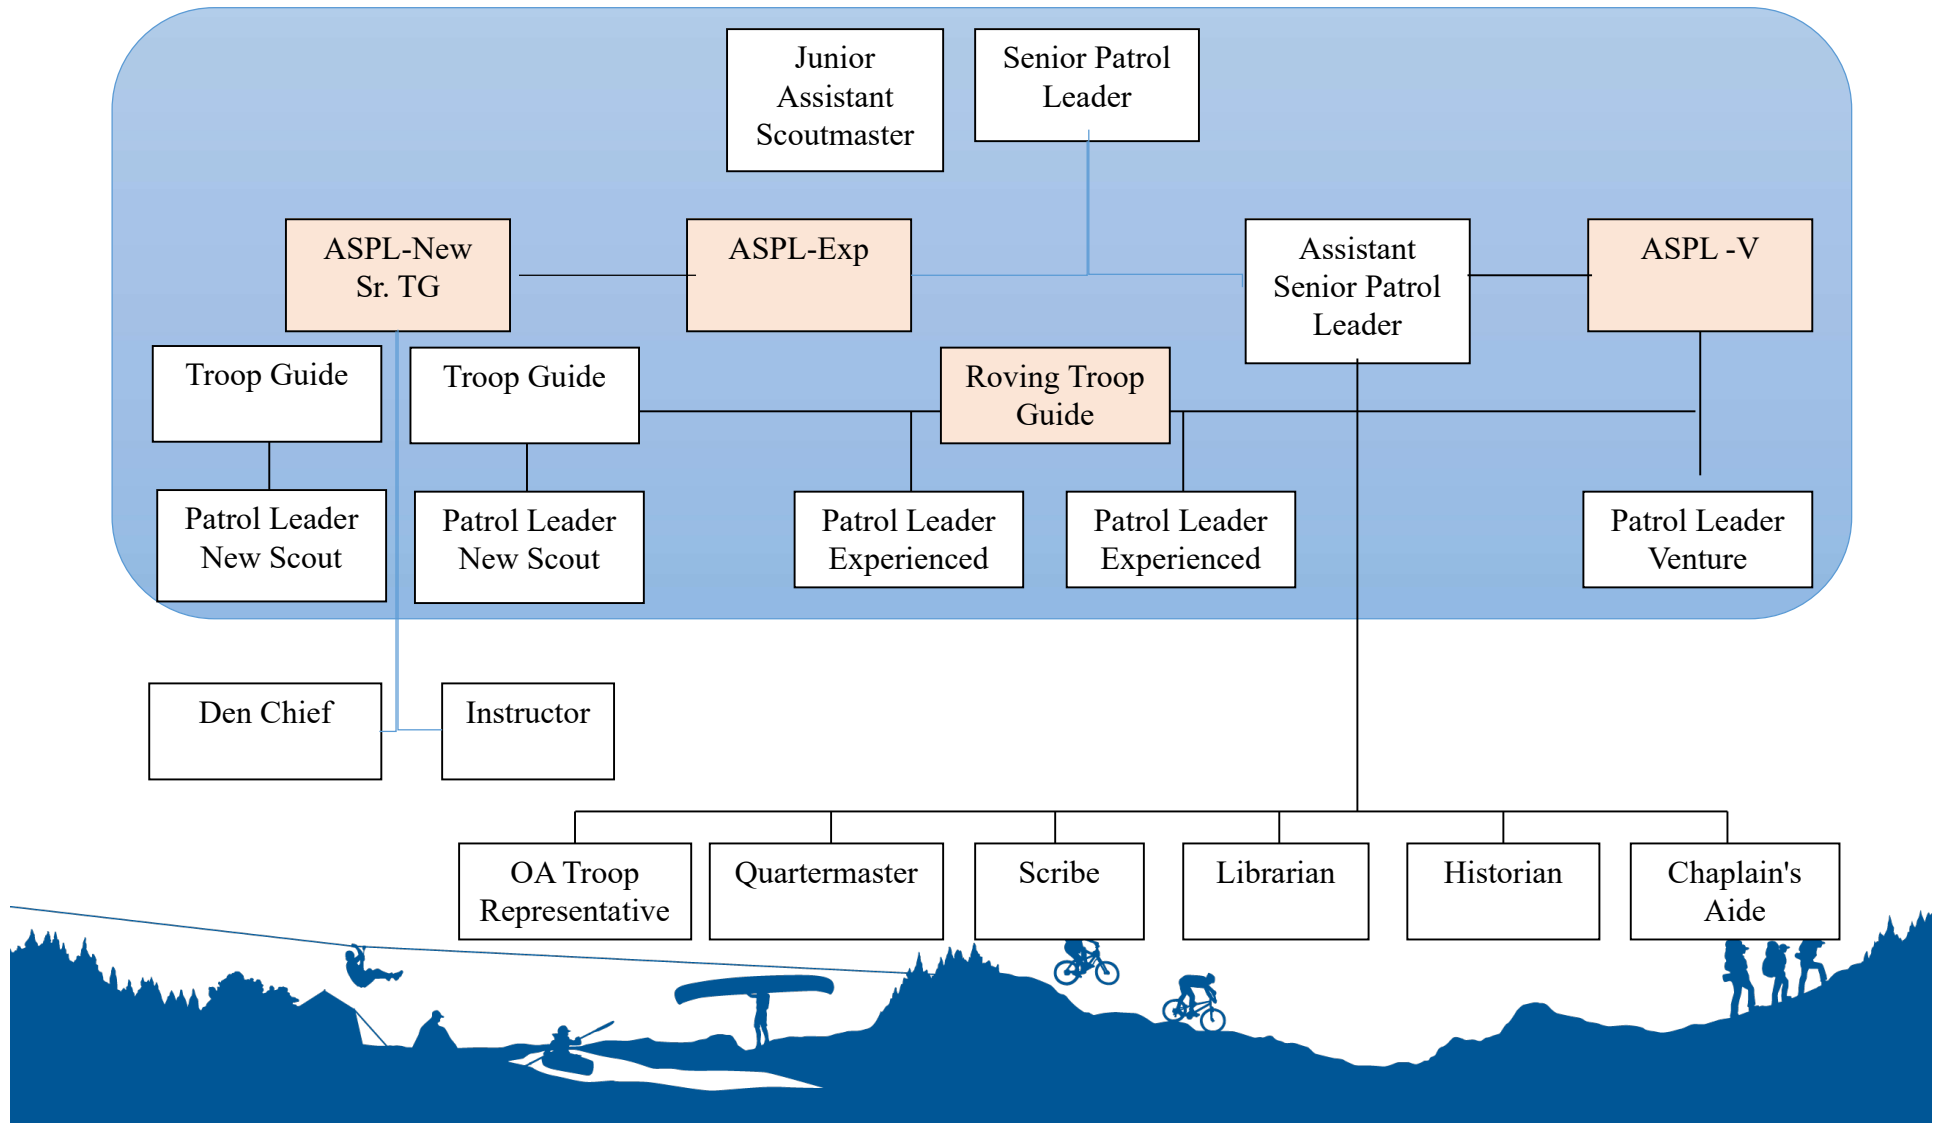 Junior
Assistant
Scoutmaster
Senior Patrol
Leader
ASPL-New
Sr. TG
ASPL-Exp
Assistant
Senior Patrol
Leader
ASPL -V
Troop Guide
Troop Guide
Roving Troop
Guide
Patrol Leader
New Scout
Patrol Leader
New Scout
Patrol Leader
Experienced
Patrol Leader
Experienced
Patrol Leader
Venture
Den Chief
Instructor
OA Troop
Representative
Quartermaster
Scribe
Librarian
Historian
Chaplain's
Aide